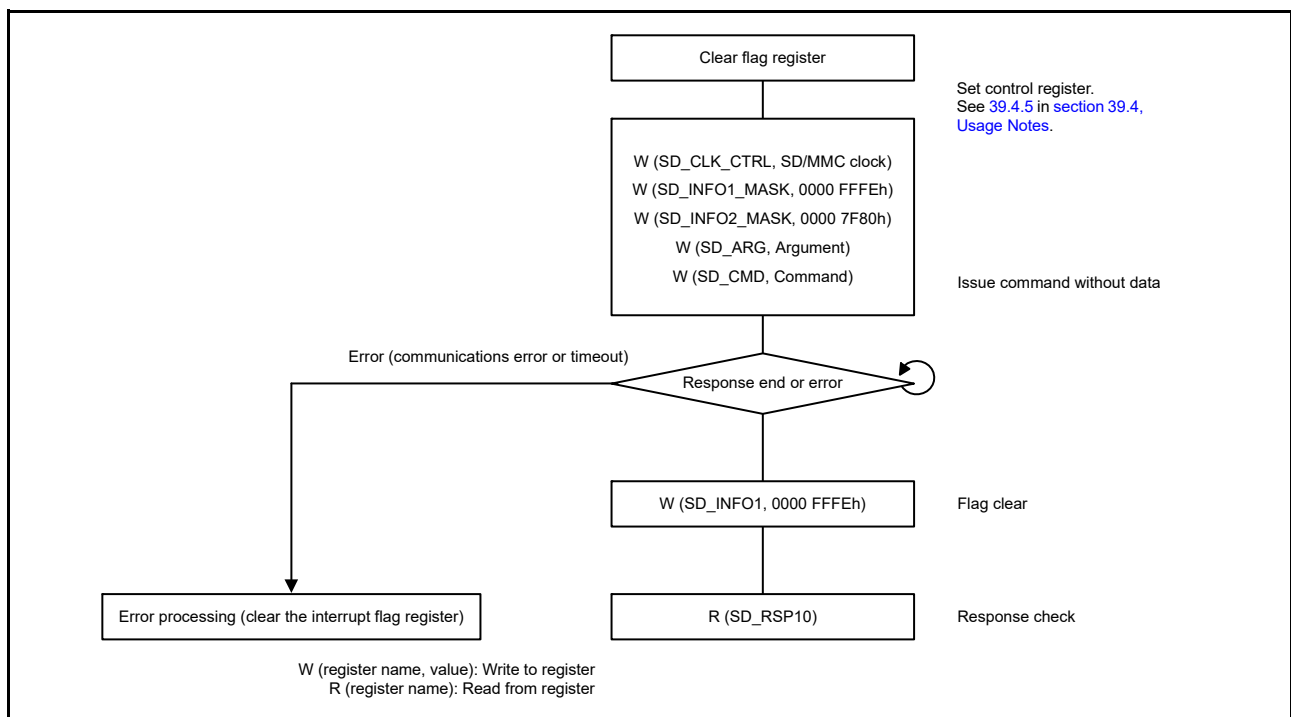 Clear flag register
Set control register.
See 39.4.5 in section 39.4,
Usage Notes.
W (SD_CLK_CTRL, SD/MMC clock)
W (SD_INFO1_MASK, 0000 FFFEh)
W (SD_INFO2_MASK, 0000 7F80h)
W (SD_ARG, Argument)
W (SD_CMD, Command)
Issue command without data
Error (communications error or timeout)
Response end or error
W (SD_INFO1, 0000 FFFEh)
Flag clear
Error processing (clear the interrupt flag register)
R (SD_RSP10)
Response check
W (register name, value): Write to register
R (register name): Read from register